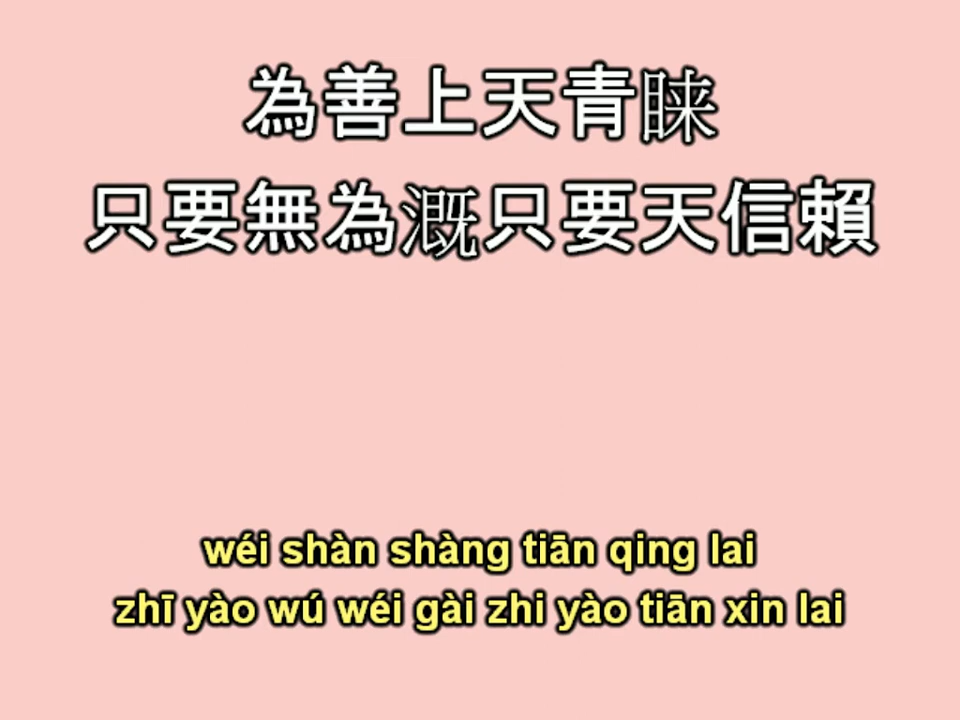 為善上天青睐
只要無為溉只要天信賴
wéi shàn shàng tiān qing lai
zhī yào wú wéi gài zhi yào tiān xin lai